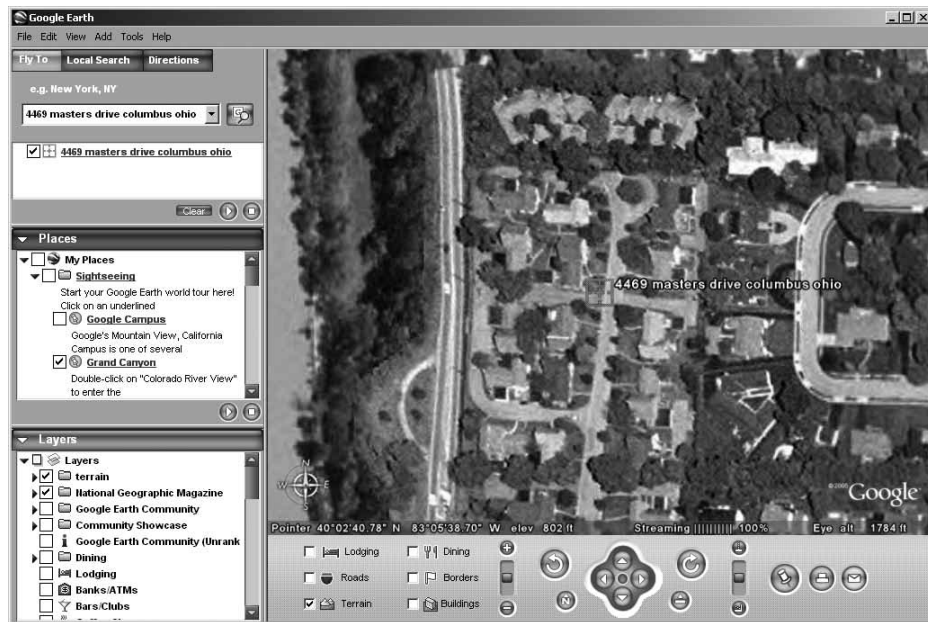 Google Earth
File Edit View Add Tools Help
Fly To Local Search Directions
e.g. New York, NY
4469 masters drive columbus ohio
4469 masters drive columbus ohio
Clear
Places
My Places
Sightseeing
Start your Google Earth world tour here!
Click on an underlined
Google Campus
Google's Mountain View, California
Campus is one of several
Grand Canyon
Double-click on "Colorado River View"
to enter the
Layers
Layers
terrain
National Geographic Magazine
Google Earth Community
Community Showcase
Google Earth Community (Unrank
Dining
Lodging
Banks/ATMs
Bars/Clubs
4469 masters drive columbus ohio
N
W E
S
©2005 Google
Pointer 40°02'40.78" N 83°05'38.70" W elev 802 ft Streaming |||||||||| 100% Eye alt 1784 ft
Lodging Dining
Roads Borders
Terrain Buildings
N